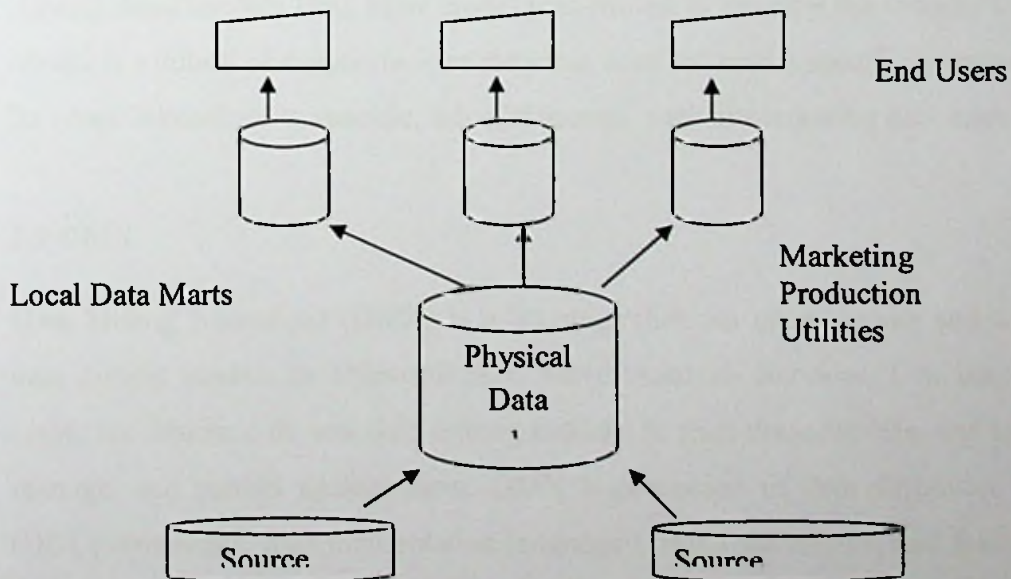 End Users
Local Data Marts
Marketing
Production
Utilities
Physical
Data
Source
Source